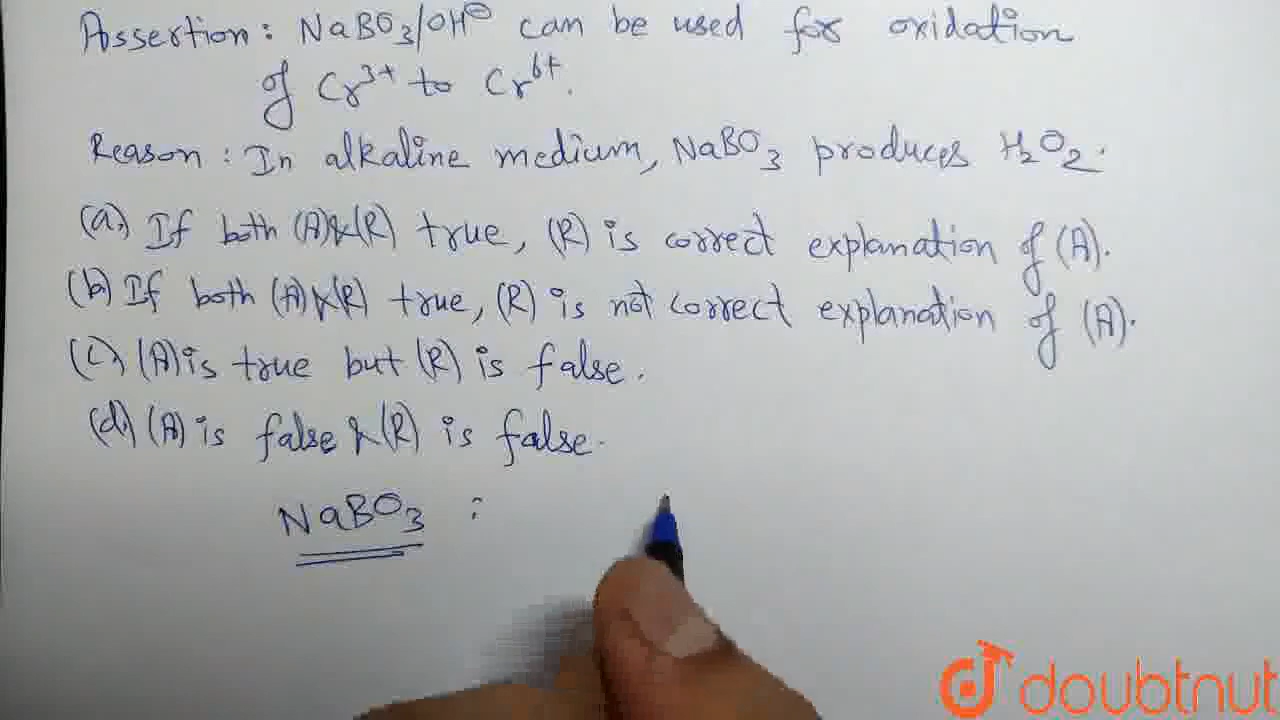 Assertion: NaBO₃/OH⊖ can be used for oxidation
of Cr³⁺ to Cr⁶⁺.
Reason: In alkaline medium, NaBO₃ produces H₂O₂.
(a) If both (A)&(R) true, (R) is correct explanation of (A).
(b) If both (A)&(R) true, (R) is not correct explanation of (A).
(c) (A) is true but (R) is false.
(d) (A) is false &(R) is false.
NaBO₃ :
doubtnut